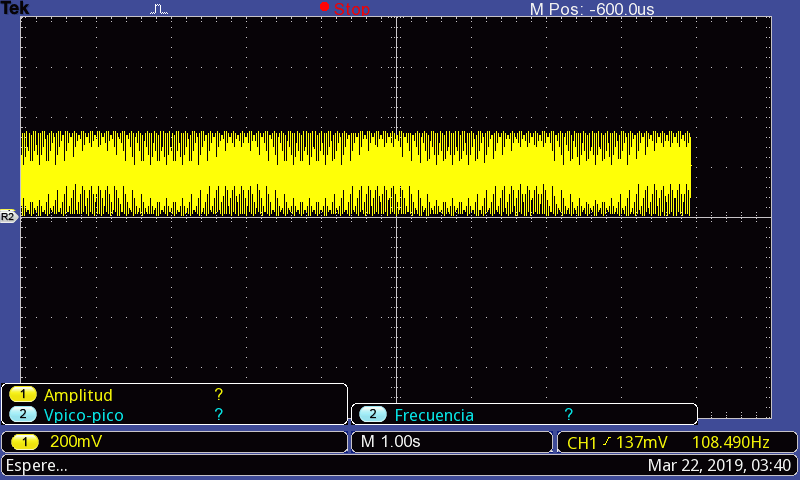 Tek Stop M Pos: -600.0us
R2
1 Amplitud ?
2 Vpico-pico ? 2 Frecuencia ?
1 200mV M 1.00s CH1 137mV 108.490Hz
Espere... Mar 22, 2019, 03:40